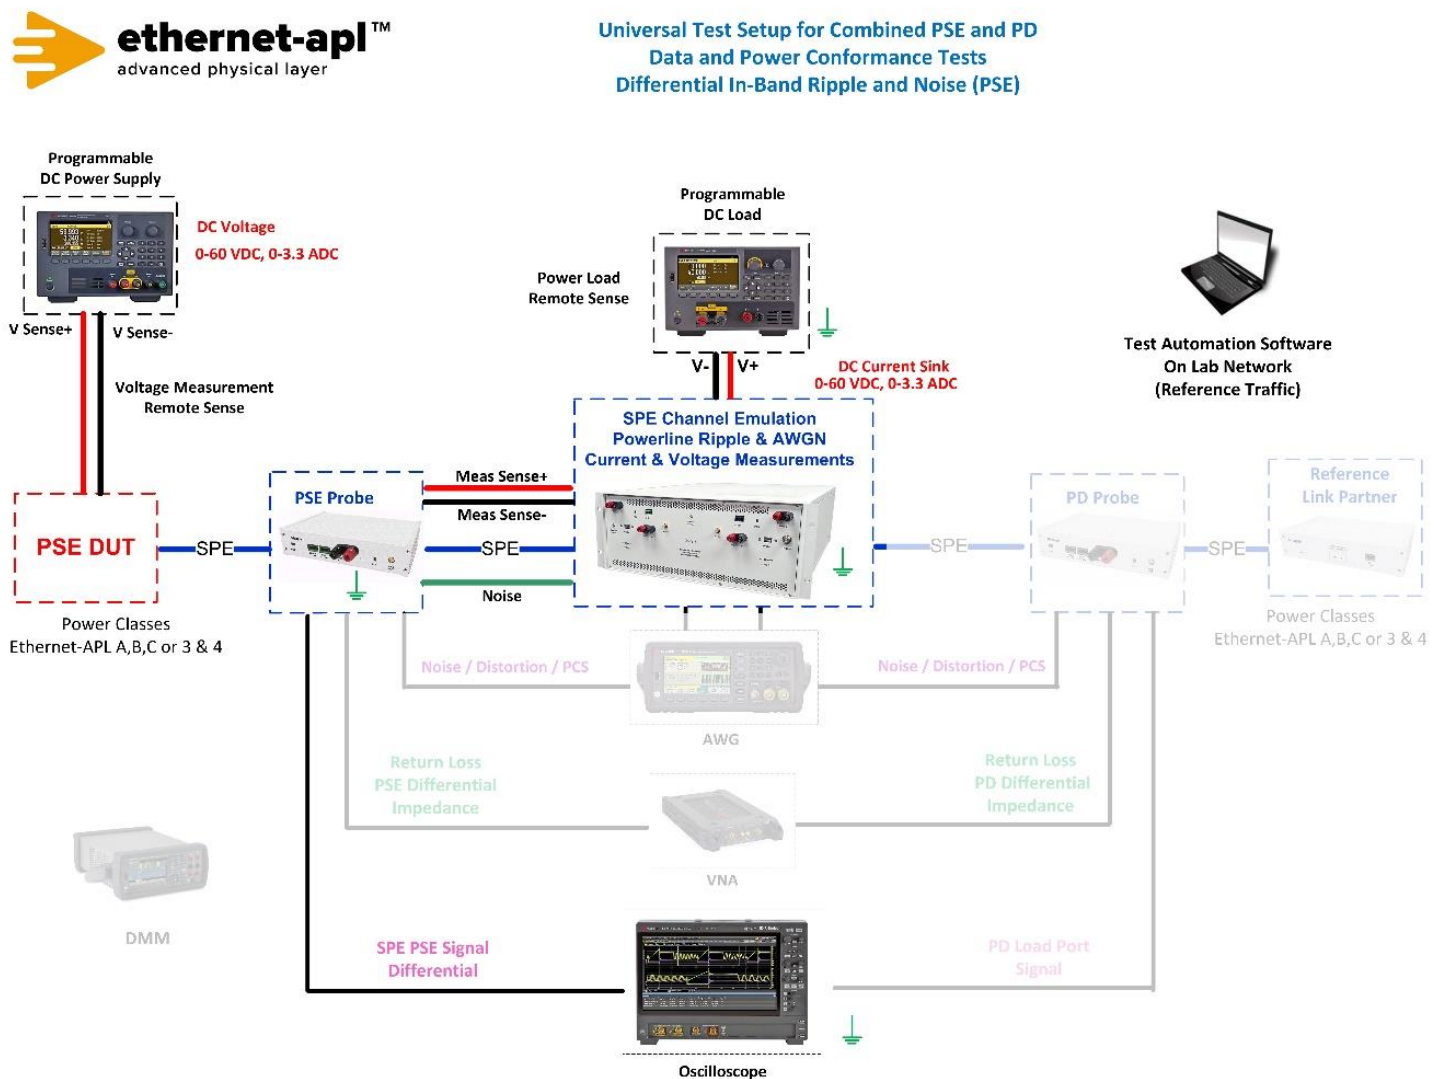 ethernet-apl™
advanced physical layer
Universal Test Setup for Combined PSE and PD
Data and Power Conformance Tests
Differential In-Band Ripple and Noise (PSE)
Programmable
DC Power Supply
DC Voltage
0-60 VDC, 0-3.3 ADC
V Sense+
V Sense-
Voltage Measurement
Remote Sense
Programmable
DC Load
Power Load
Remote Sense
V-
V+
DC Current Sink
0-60 VDC, 0-3.3 ADC
Test Automation Software
On Lab Network
(Reference Traffic)
SPE Channel Emulation
Powerline Ripple & AWGN
Current & Voltage Measurements
PSE DUT
SPE
PSE Probe
Meas Sense+
Meas Sense-
SPE
Noise
SPE
PD Probe
SPE
Reference
Link Partner
Power Classes
Ethernet-APL A,B,C or 3 & 4
Power Classes
Ethernet-APL A,B,C or 3 & 4
Noise / Distortion / PCS
Noise / Distortion / PCS
AWG
Return Loss
PSE Differential
Impedance
Return Loss
PD Differential
Impedance
VNA
DMM
SPE PSE Signal
Differential
PD Load Port
Signal
Oscilloscope